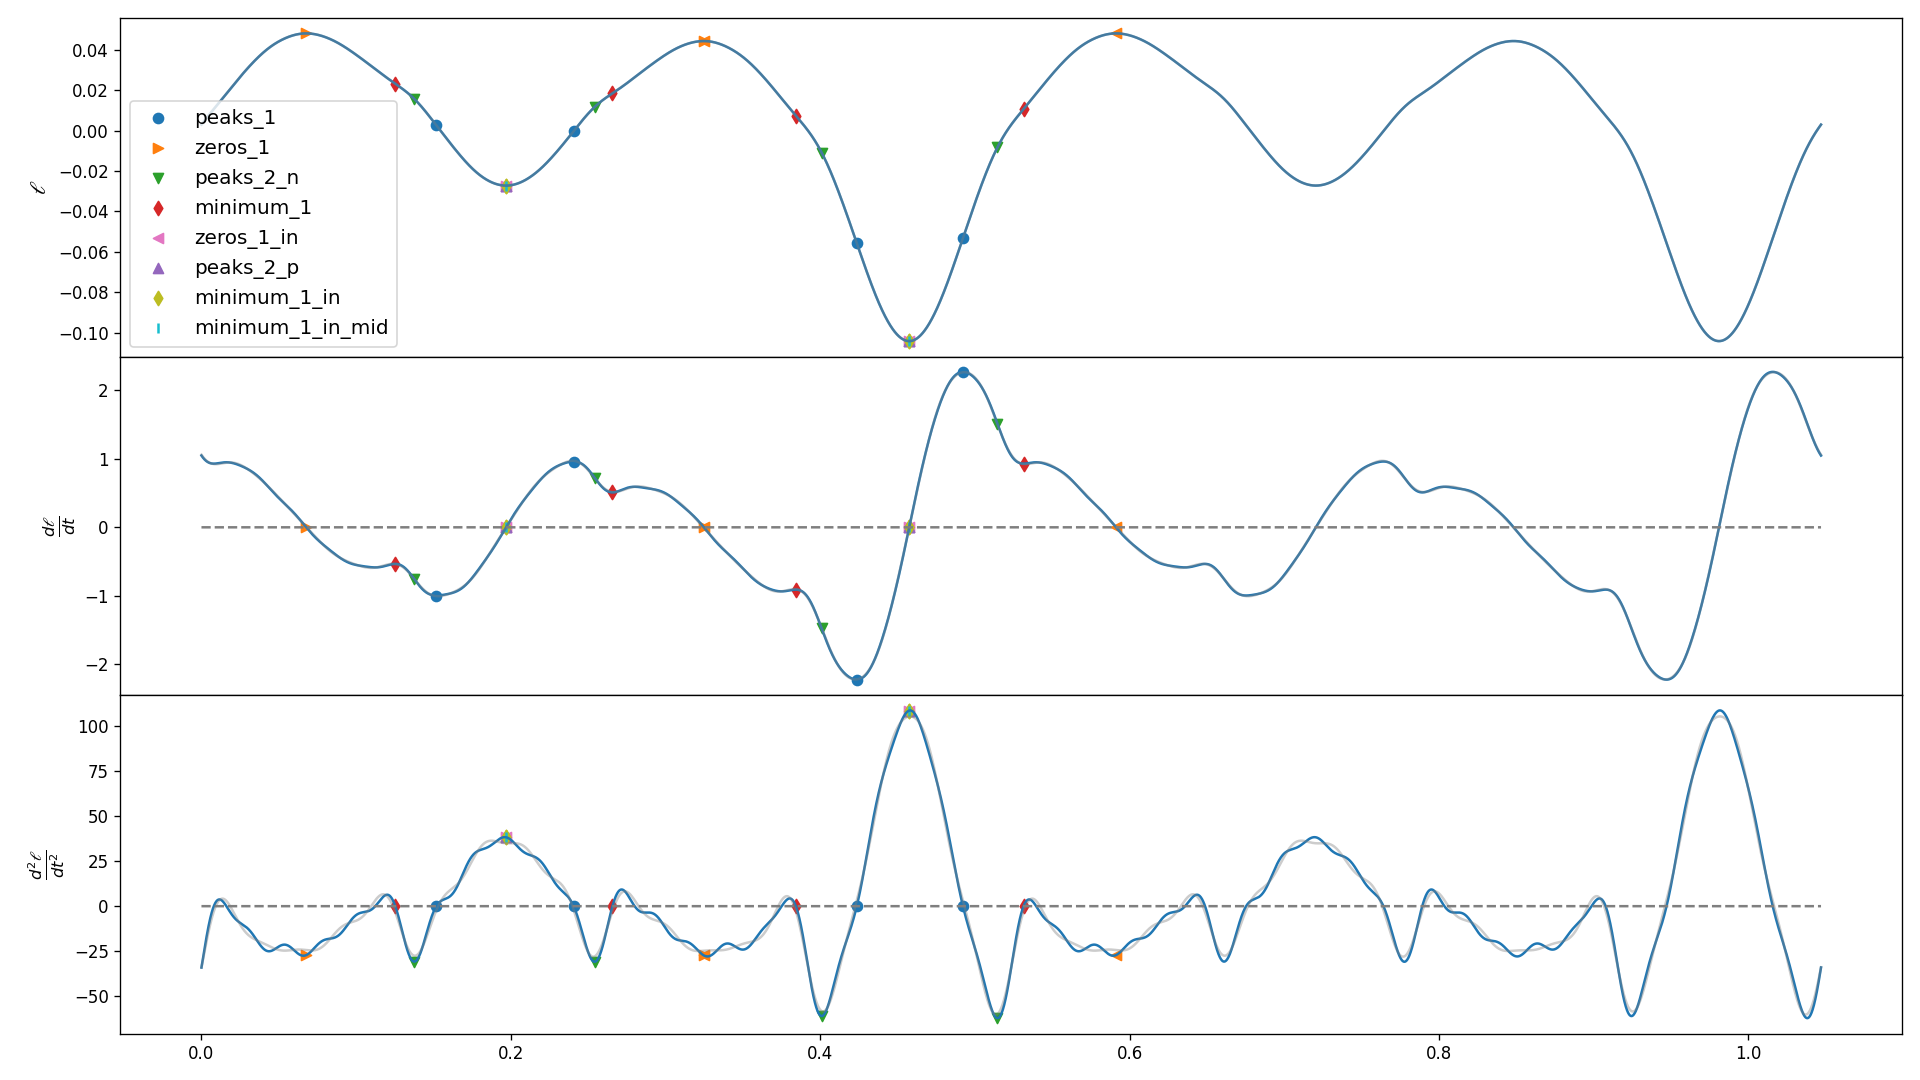 0.04
0.02
0.00
−0.02
−0.04
−0.06
−0.08
−0.10
ℓ
peaks_1
zeros_1
peaks_2_n
minimum_1
zeros_1_in
peaks_2_p
minimum_1_in
minimum_1_in_mid
2
1
0
−1
−2
dℓ
dt
100
75
50
25
0
−25
−50
d²ℓ
dt²
0.0 0.2 0.4 0.6 0.8 1.0